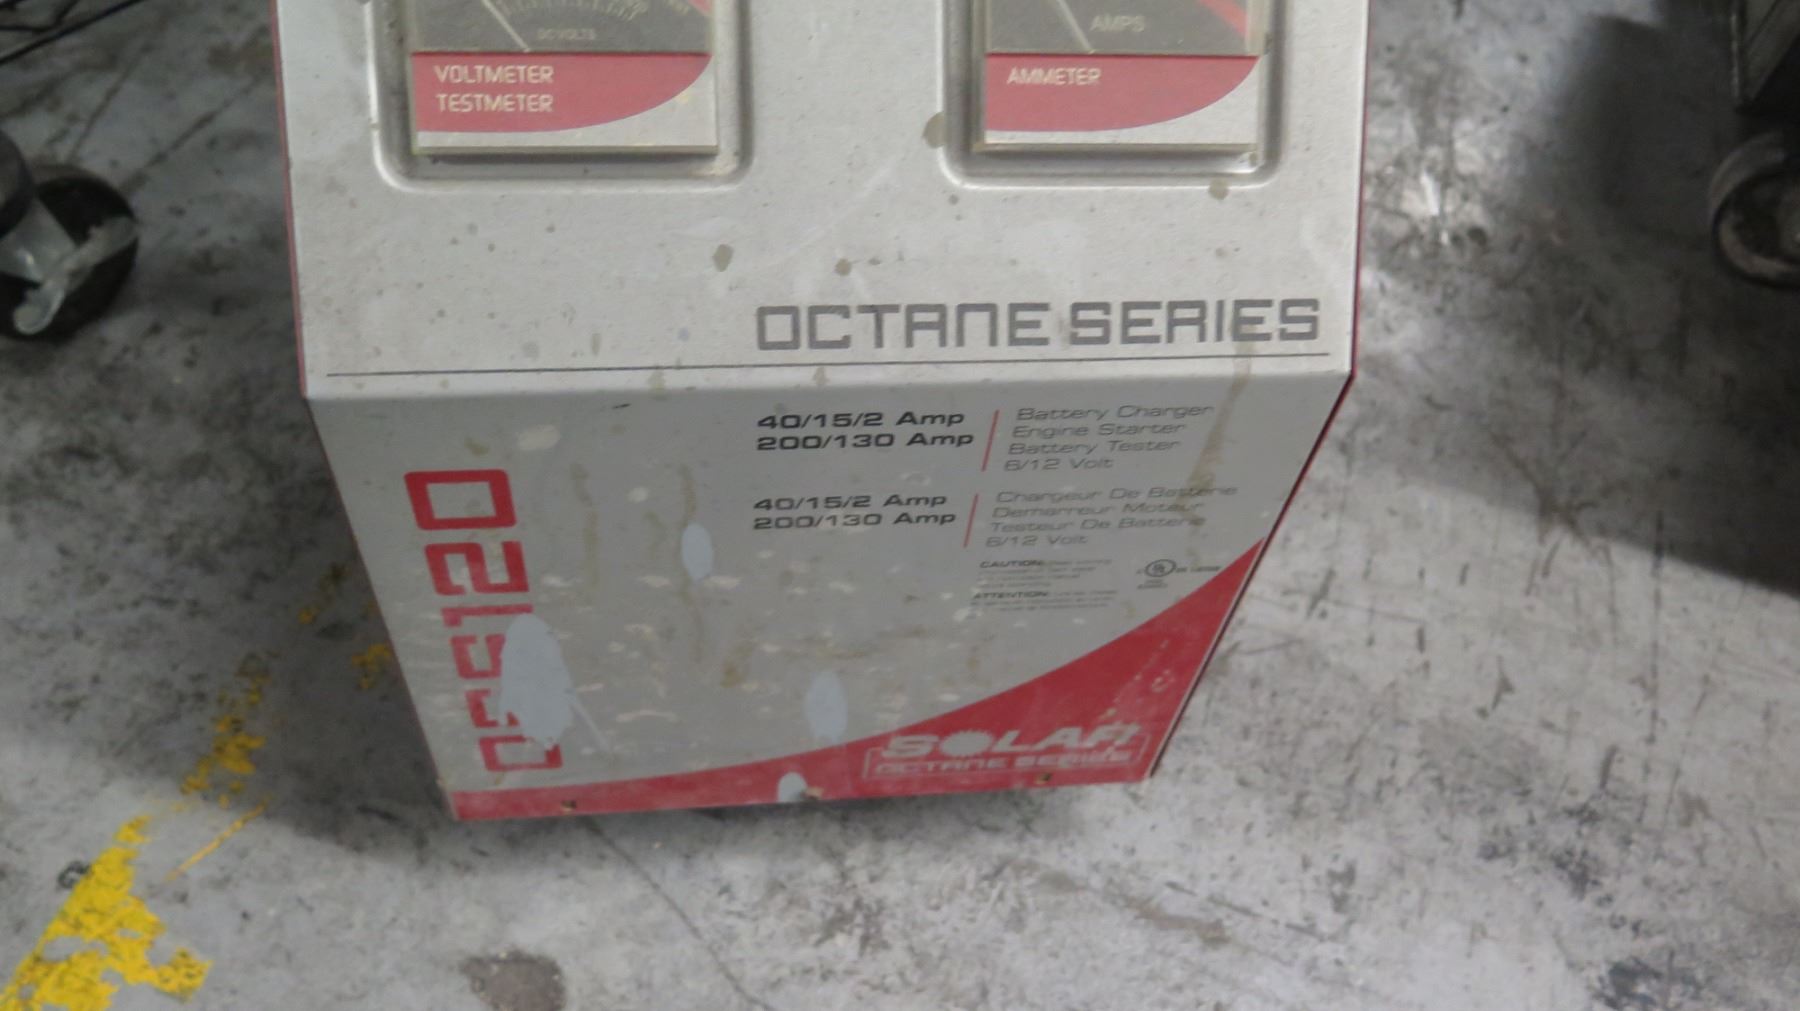 DC VOLTS
VOLTMETER
TESTMETER
AMPS
AMMETER
OCTANE SERIES
40/15/2 Amp
200/130 Amp
Battery Charger
Engine Starter
Battery Tester
6/12 Volt
40/15/2 Amp
200/130 Amp
Chargeur De Batterie
Demarreur Moteur
Testeur De Batterie
6/12 Volt
CAUTION:
ATTENTION:
SOLAR
OCTANE SERIES